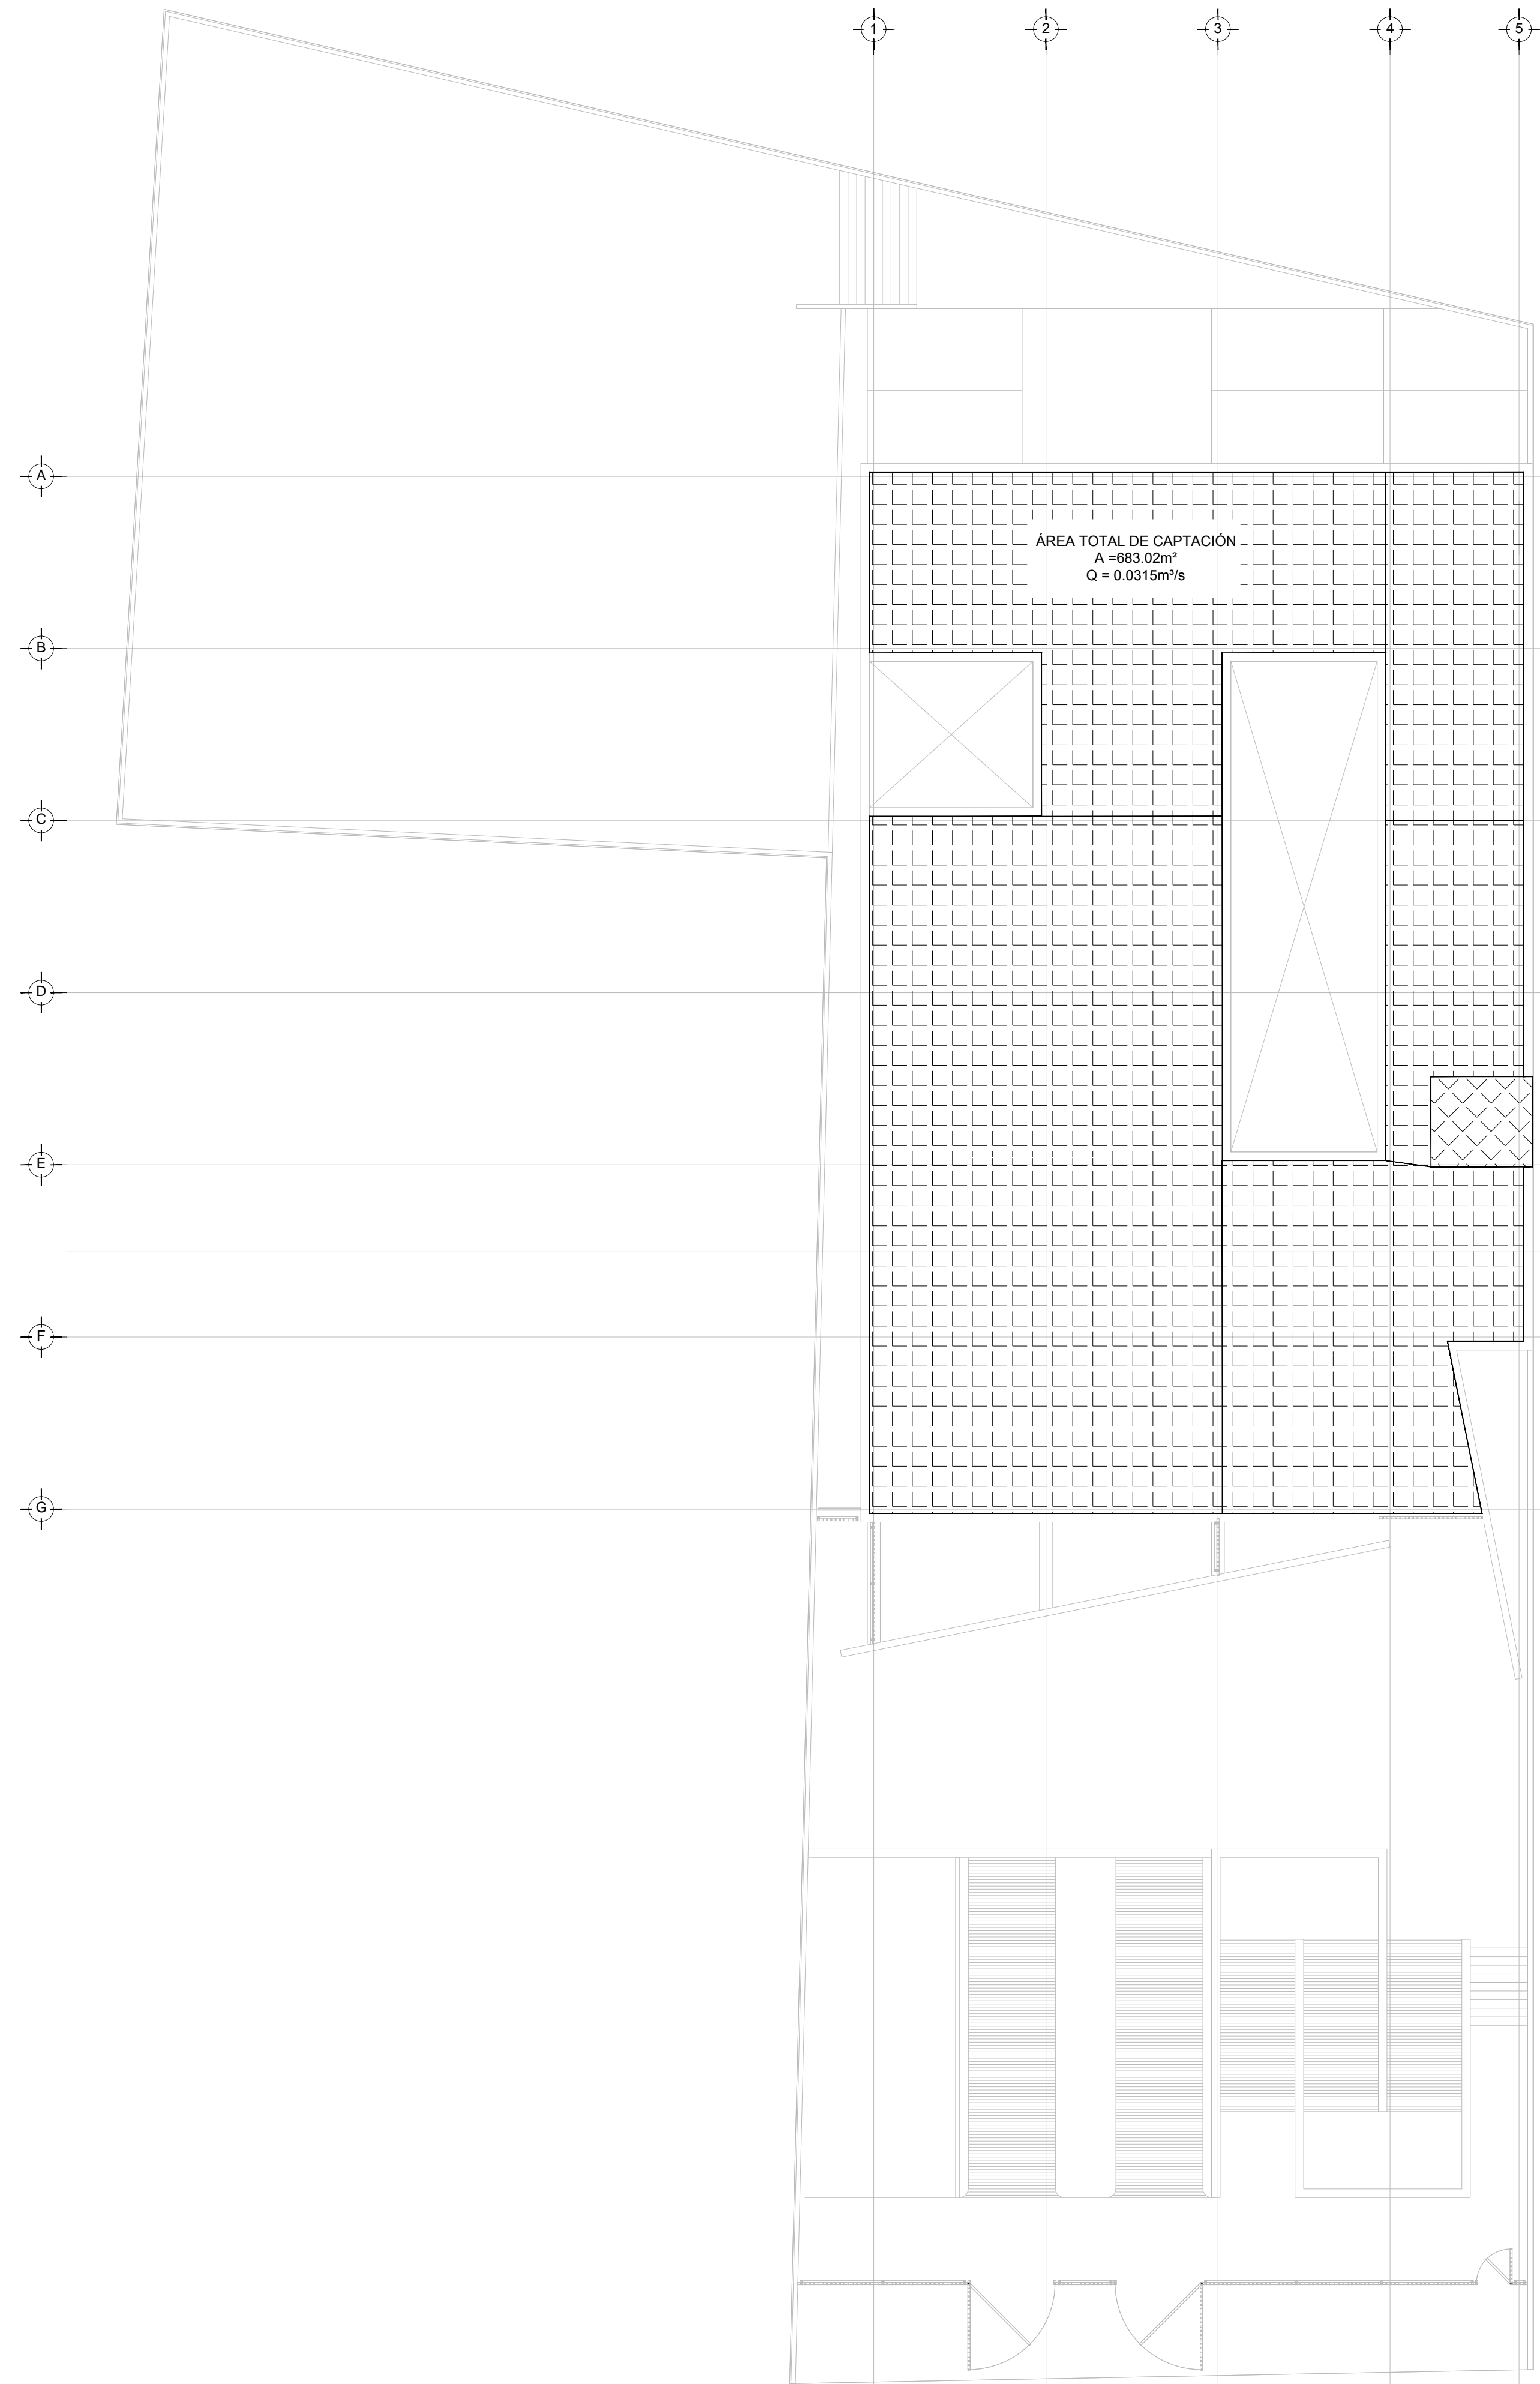 1
2
3
4
5
A
ÁREA TOTAL DE CAPTACIÓN
A =683.02m²
Q = 0.0315m³/s
B
C
D
E
F
G